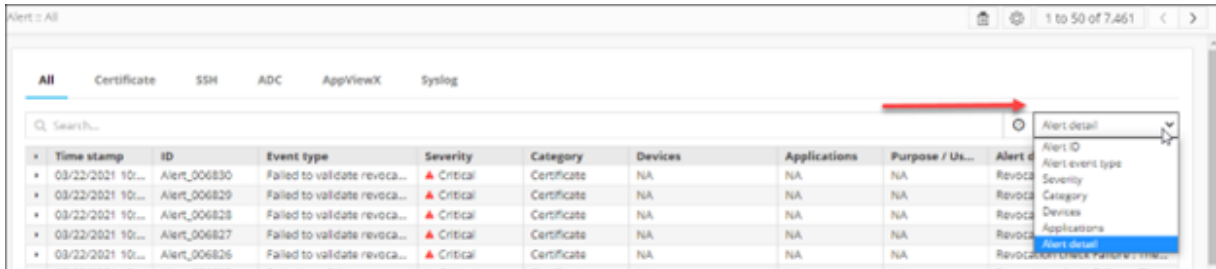 Alert :: All
1 to 50 of 7,461
All Certificate SSH ADC AppViewX Syslog
Search...
Alert detail
Time stamp ID Event type Severity Category Devices Applications Purpose / Us... Alert d
03/22/2021 10:... Alert_006830 Failed to validate revoca... Critical Certificate NA NA NA Revoca
03/22/2021 10:... Alert_006829 Failed to validate revoca... Critical Certificate NA NA NA Revoca
03/22/2021 10:... Alert_006828 Failed to validate revoca... Critical Certificate NA NA NA Revoca
03/22/2021 10:... Alert_006827 Failed to validate revoca... Critical Certificate NA NA NA Revoca
03/22/2021 10:... Alert_006826 Failed to validate revoca... Critical Certificate NA NA NA Revocation check Failure : The...
Alert ID
Alert event type
Severity
Category
Devices
Applications
Alert detail